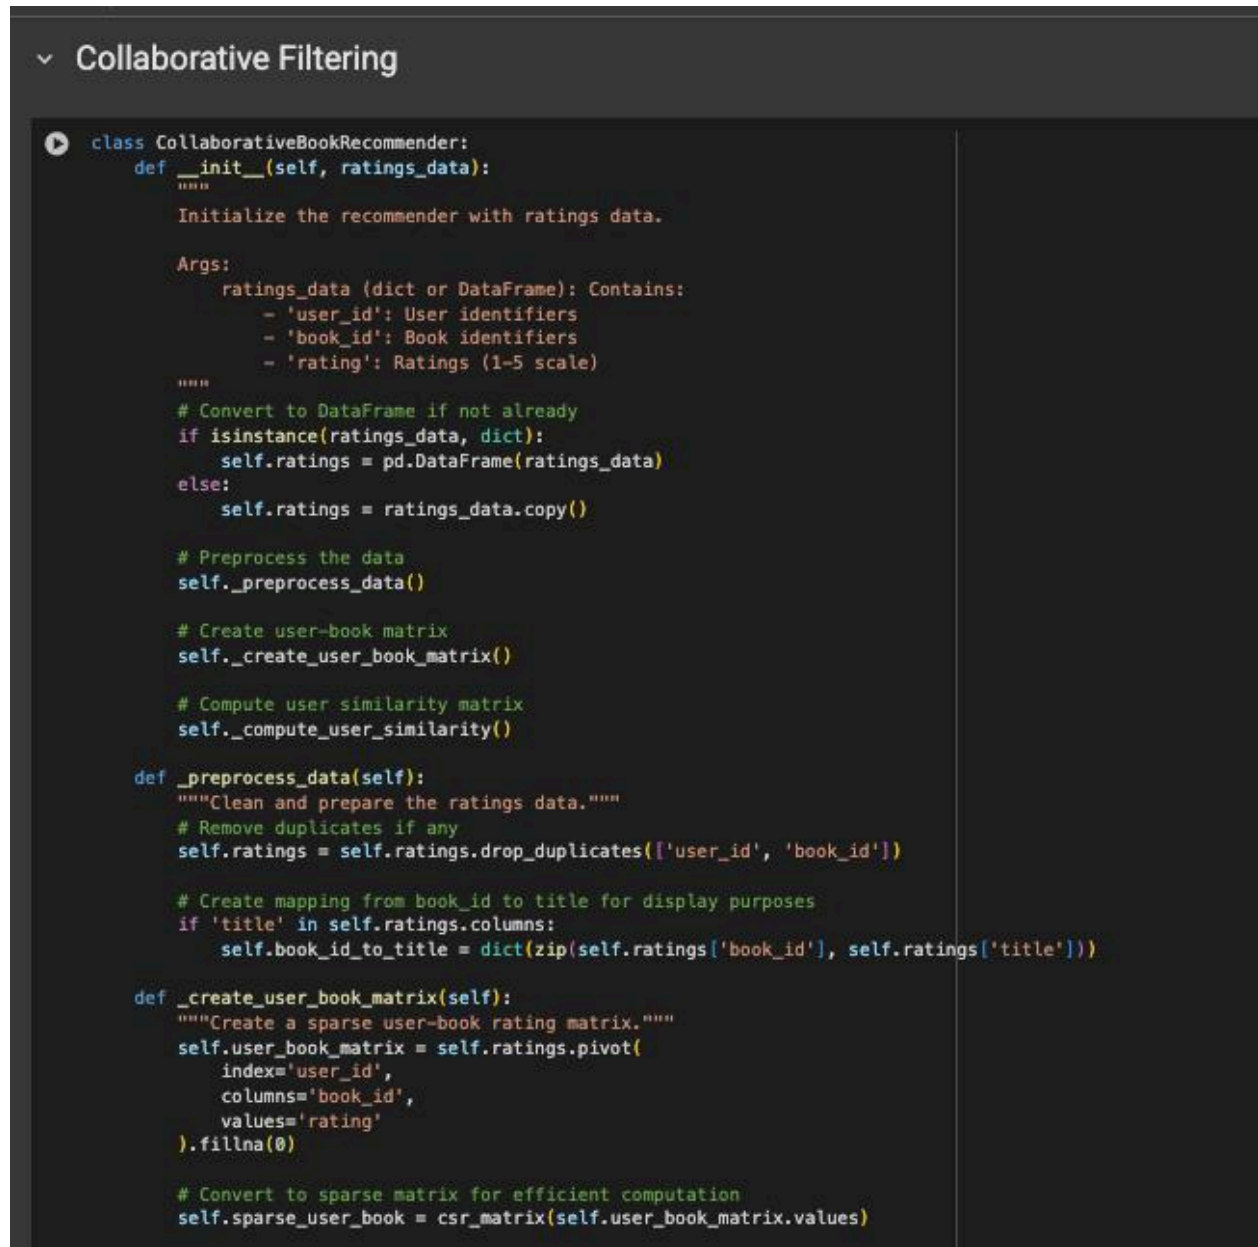 Collaborative Filtering
class CollaborativeBookRecommender:
    def __init__(self, ratings_data):
        """
        Initialize the recommender with ratings data.

        Args:
            ratings_data (dict or DataFrame): Contains:
                - 'user_id': User identifiers
                - 'book_id': Book identifiers
                - 'rating': Ratings (1-5 scale)
        """
        # Convert to DataFrame if not already
        if isinstance(ratings_data, dict):
            self.ratings = pd.DataFrame(ratings_data)
        else:
            self.ratings = ratings_data.copy()

        # Preprocess the data
        self._preprocess_data()

        # Create user-book matrix
        self._create_user_book_matrix()

        # Compute user similarity matrix
        self._compute_user_similarity()

    def _preprocess_data(self):
        """Clean and prepare the ratings data."""
        # Remove duplicates if any
        self.ratings = self.ratings.drop_duplicates(['user_id', 'book_id'])

        # Create mapping from book_id to title for display purposes
        if 'title' in self.ratings.columns:
            self.book_id_to_title = dict(zip(self.ratings['book_id'], self.ratings['title']))

    def _create_user_book_matrix(self):
        """Create a sparse user-book rating matrix."""
        self.user_book_matrix = self.ratings.pivot(
            index='user_id',
            columns='book_id',
            values='rating'
        ).fillna(0)

        # Convert to sparse matrix for efficient computation
        self.sparse_user_book = csr_matrix(self.user_book_matrix.values)